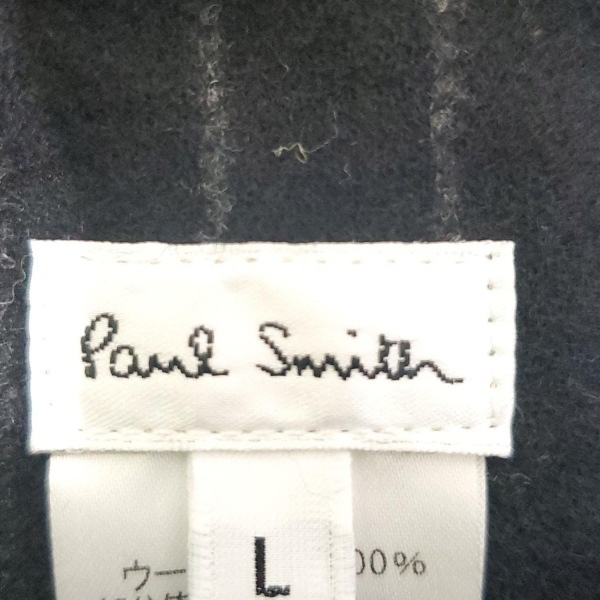 Paul Smith
L
ウー 00%